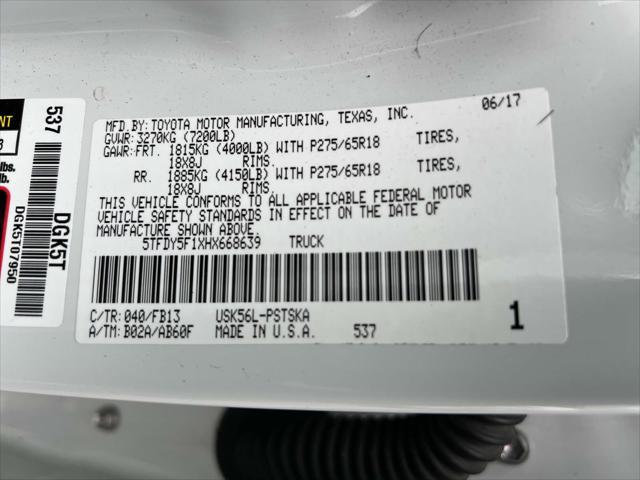 MFD.BY:TOYOTA MOTOR MANUFACTURING, TEXAS, INC. 06/17
GVWR:3270KG (7200LB)
GAWR:FRT. 1815KG (4000LB) WITH P275/65R18 TIRES,
18X8J RIMS.
RR. 1885KG (4150LB) WITH P275/65R18 TIRES,
18X8J RIMS.
THIS VEHICLE CONFORMS TO ALL APPLICABLE FEDERAL MOTOR
VEHICLE SAFETY STANDARDS IN EFFECT ON THE DATE OF
MANUFACTURE SHOWN ABOVE.
5TFDY5F1XHX668639 TRUCK
C/TR:040/FB13 USK56L-PSTSKA
A/TM:B02A/AB60F MADE IN U.S.A. 537
1
537
DGK5T
DGK5T07950
lbs.
lb.